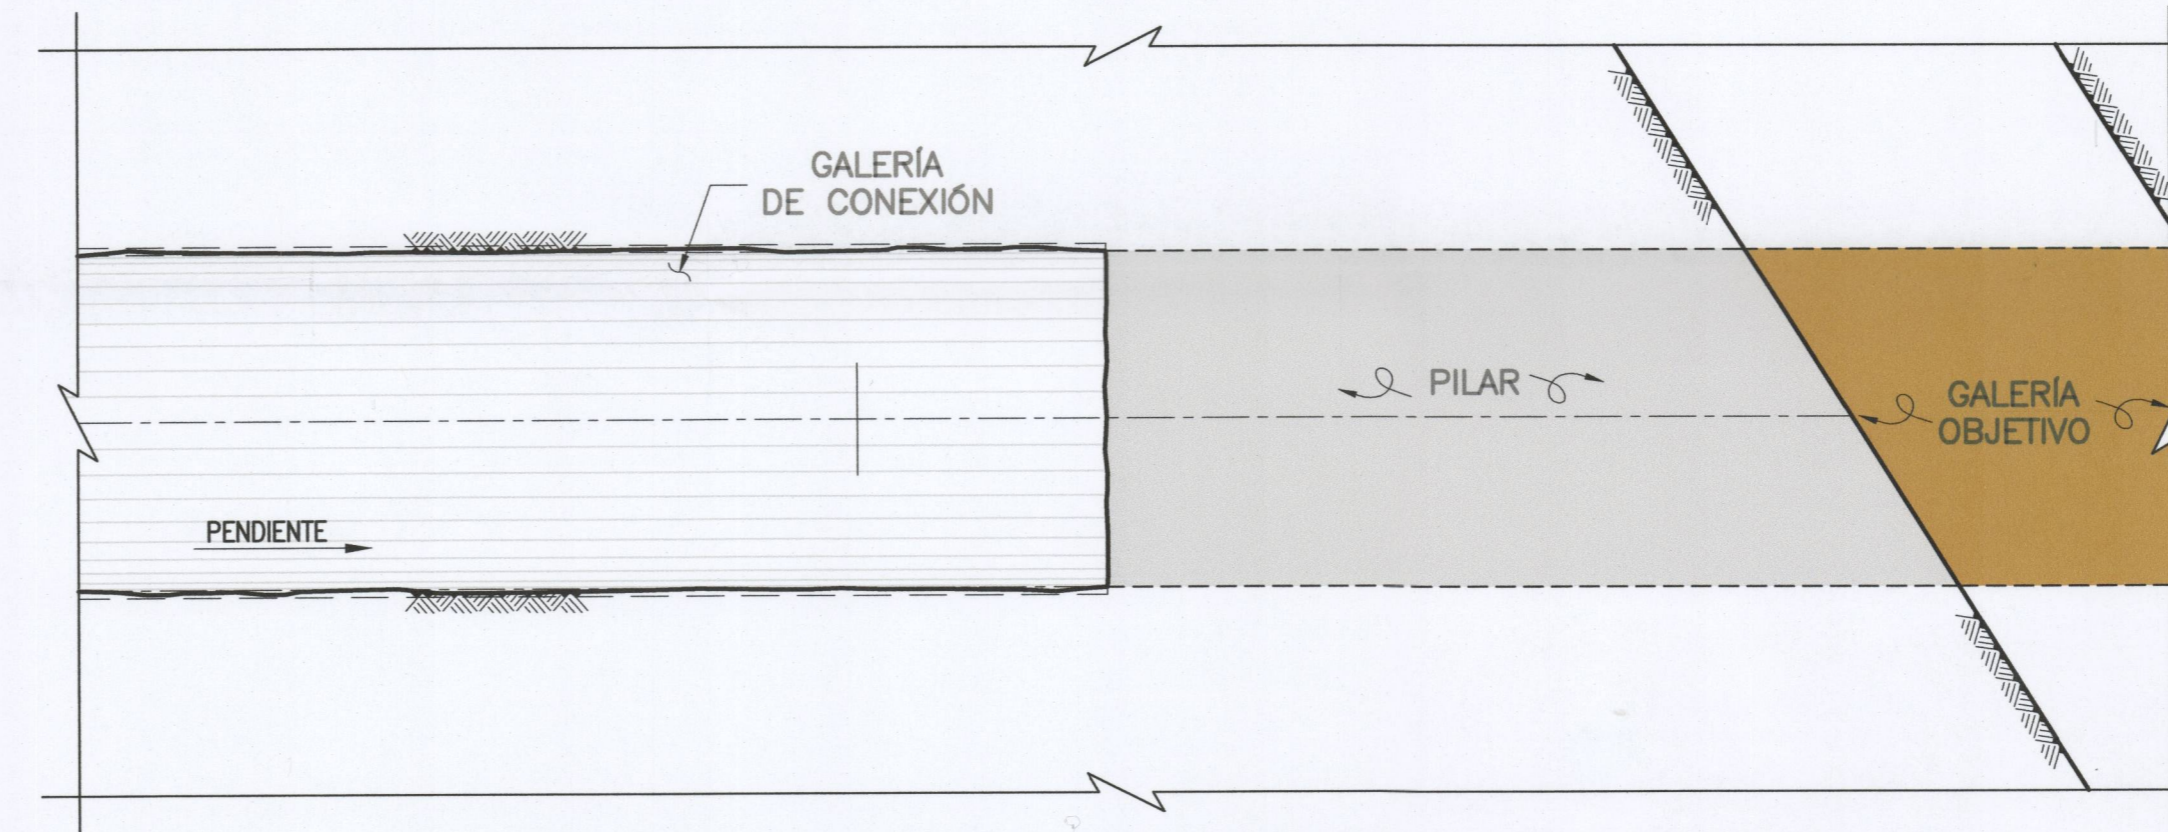 GALERÍA
DE CONEXIÓN
PILAR
GALERÍA
OBJETIVO
PENDIENTE